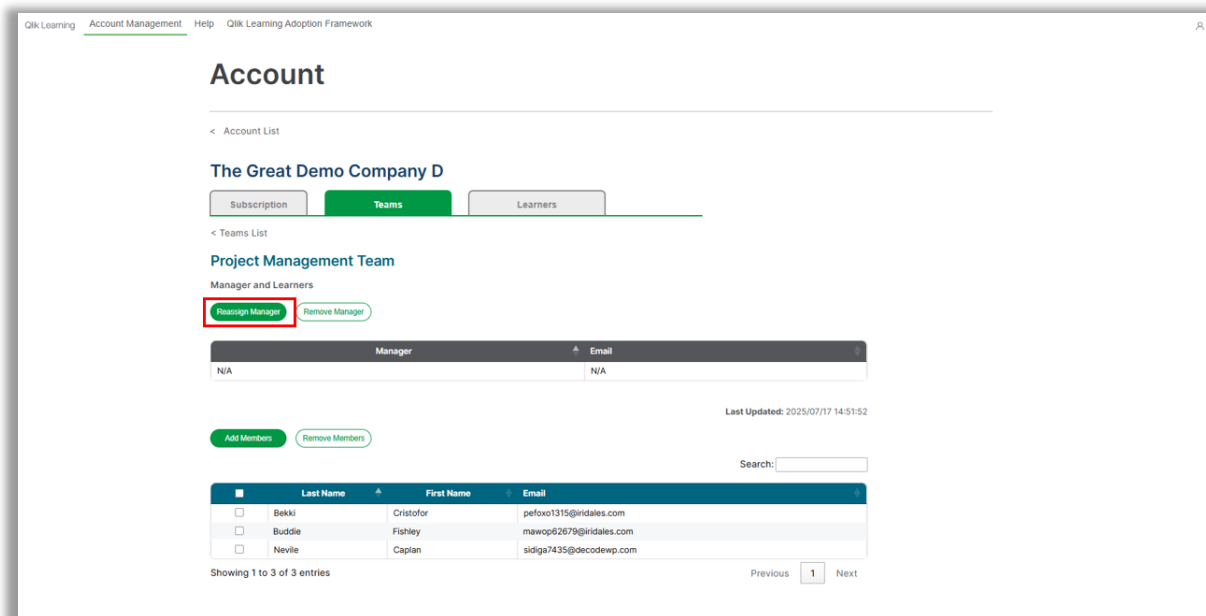 Qlik Learning Account Management Help Qlik Learning Adoption Framework
Account
< Account List
The Great Demo Company D
Subscription Teams Learners
< Teams List
Project Management Team
Manager and Learners
Reassign Manager Remove Manager
Manager Email
N/A N/A
Last Updated: 2025/07/17 14:51:52
Add Members Remove Members
Search:
Last Name First Name Email
Bekki Cristofor pefoxo1315@iridales.com
Buddie Fishley mawop62679@iridales.com
Nevile Caplan sidiga7435@decodewp.com
Showing 1 to 3 of 3 entries Previous 1 Next